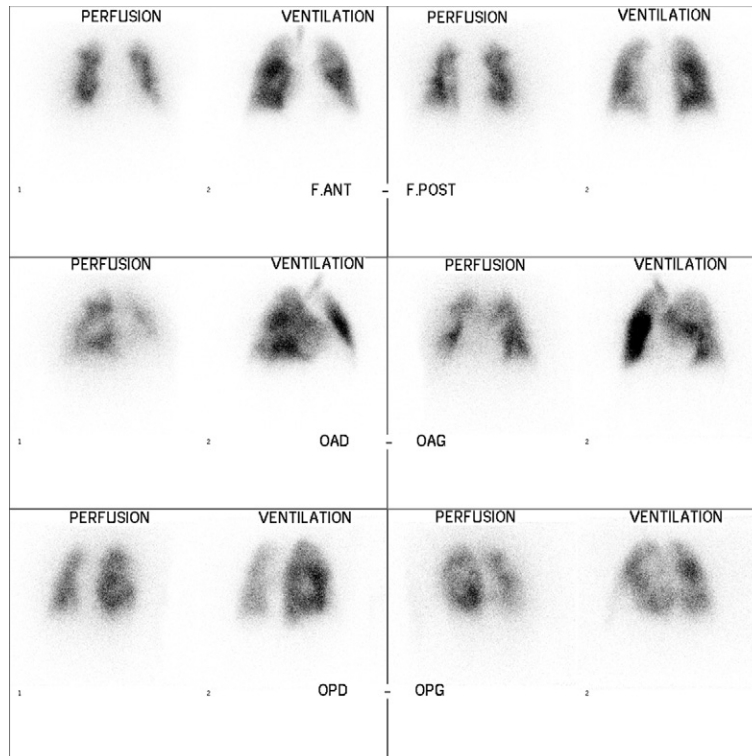 PERFUSION VENTILATION PERFUSION VENTILATION
1 2 F.ANT - F.POST 2
PERFUSION VENTILATION PERFUSION VENTILATION
1 2 OAD - OAG 2
PERFUSION VENTILATION PERFUSION VENTILATION
1 2 OPD - OPG 2